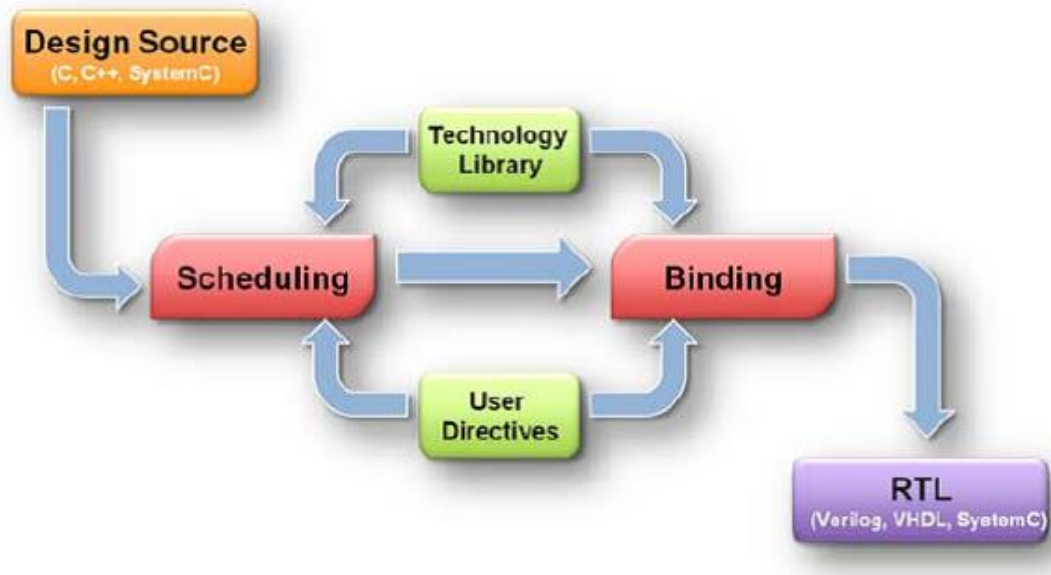 Design Source
(C, C++, SystemC)
Technology
Library
Scheduling
Binding
User
Directives
RTL
(Verilog, VHDL, SystemC)